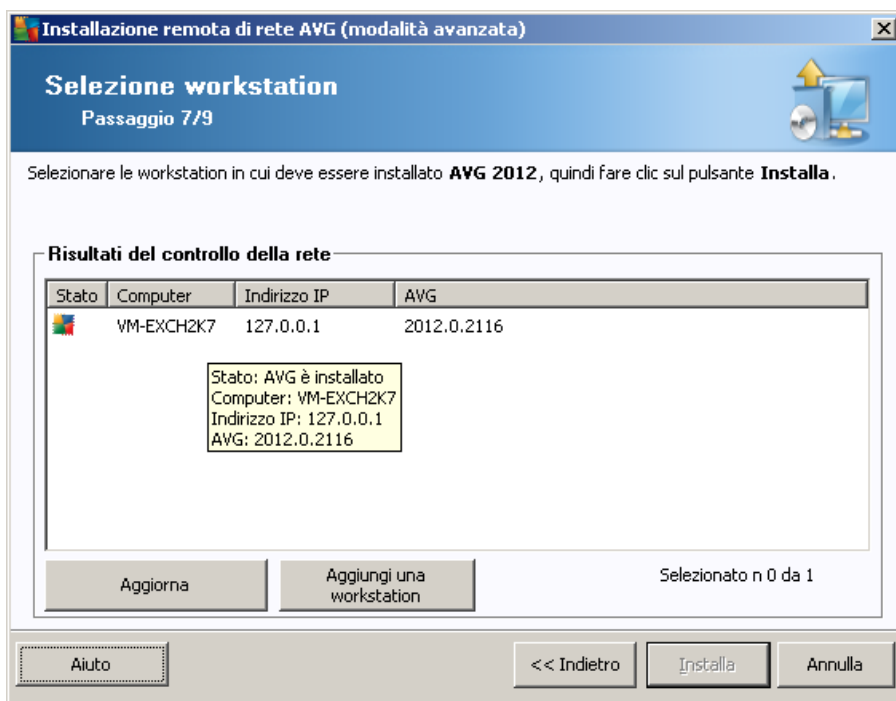 Installazione remota di rete AVG (modalità avanzata)
Selezione workstation
Passaggio 7/9
Selezionare le workstation in cui deve essere installato AVG 2012, quindi fare clic sul pulsante Installa.
Risultati del controllo della rete
Stato Computer Indirizzo IP AVG
VM-EXCH2K7 127.0.0.1 2012.0.2116
Stato: AVG è installato
Computer: VM-EXCH2K7
Indirizzo IP: 127.0.0.1
AVG: 2012.0.2116
Aggiorna
Aggiungi una
workstation
Selezionato n 0 da 1
Aiuto
<< Indietro
Installa
Annulla